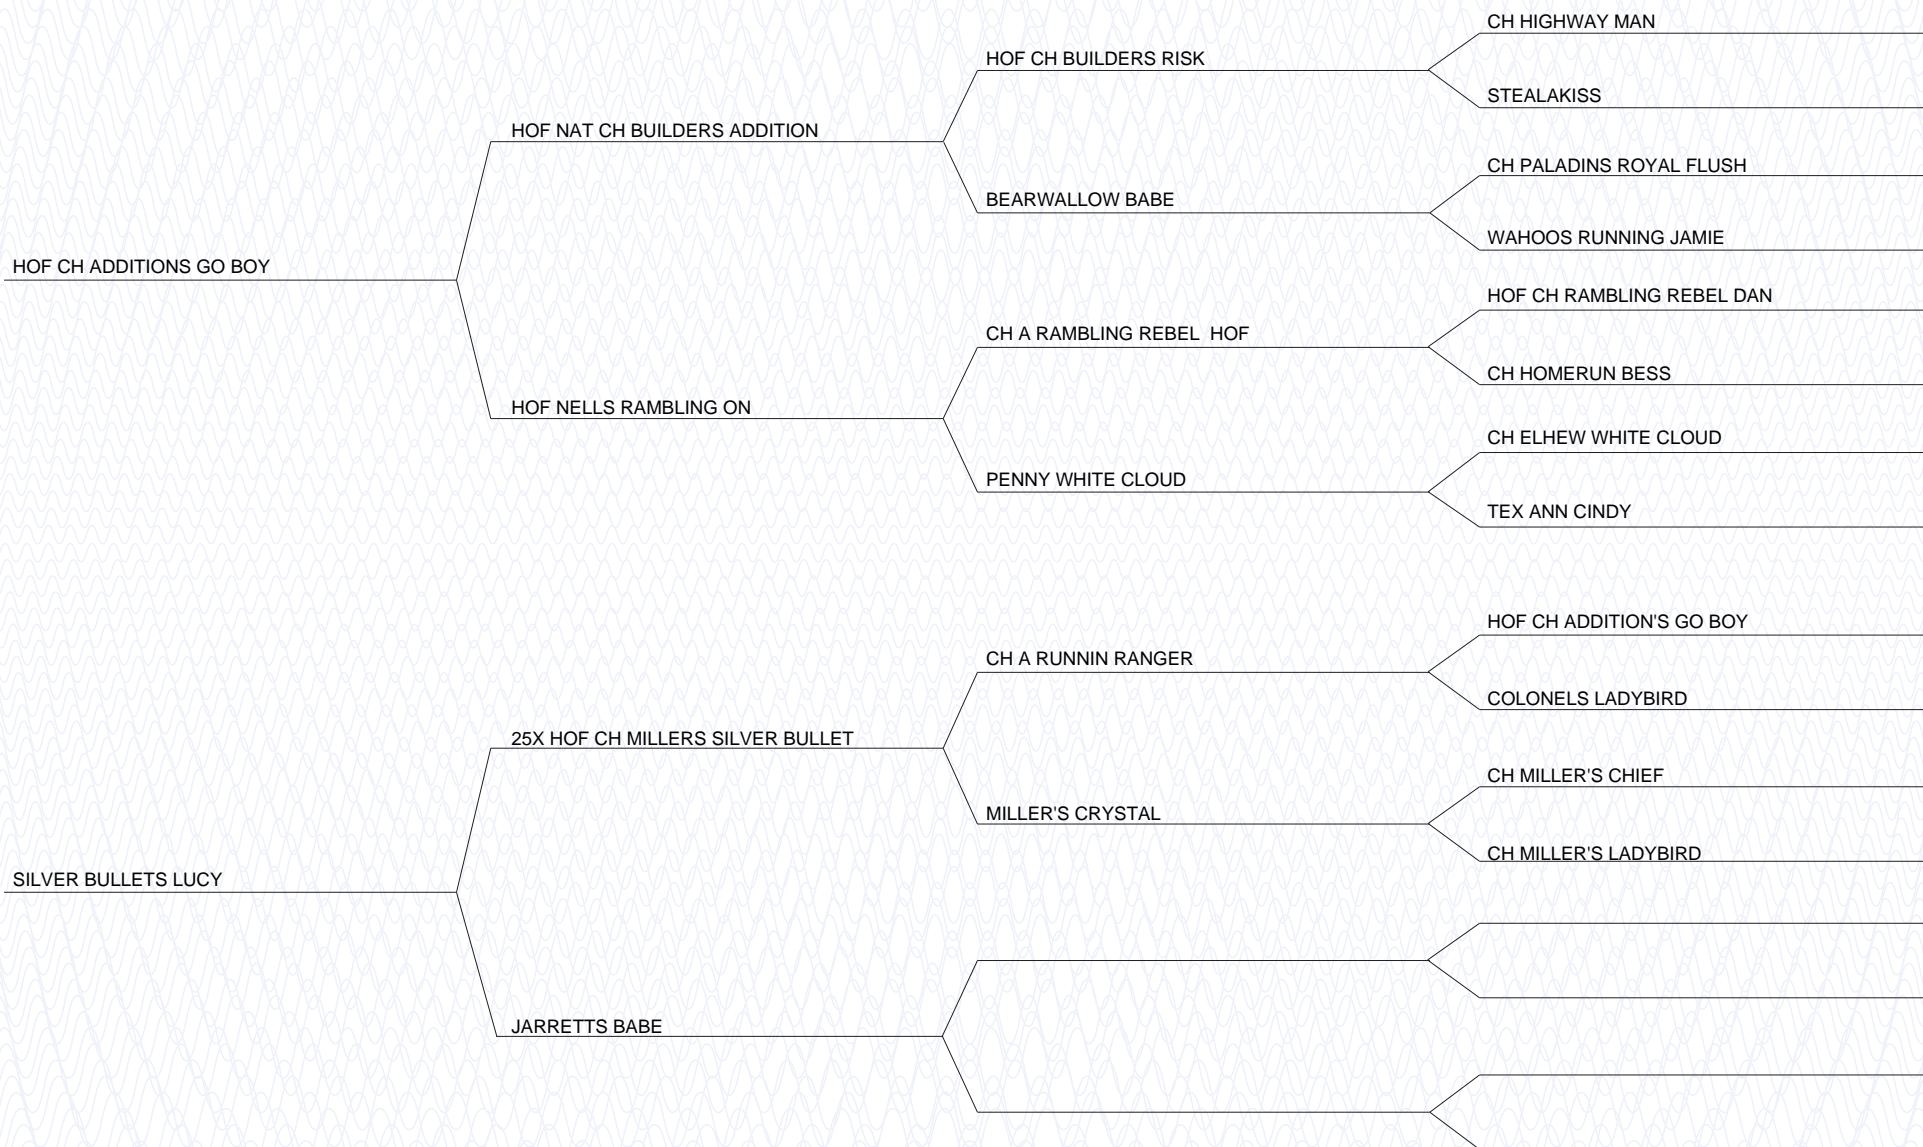 CH HIGHWAY MAN
HOF CH BUILDERS RISK
STEALAKISS
HOF NAT CH BUILDERS ADDITION
CH PALADINS ROYAL FLUSH
BEARWALLOW BABE
WAHOOS RUNNING JAMIE
HOF CH ADDITIONS GO BOY
HOF CH RAMBLING REBEL DAN
CH A RAMBLING REBEL  HOF
CH HOMERUN BESS
HOF NELLS RAMBLING ON
CH ELHEW WHITE CLOUD
PENNY WHITE CLOUD
TEX ANN CINDY
HOF CH ADDITION'S GO BOY
CH A RUNNIN RANGER
COLONELS LADYBIRD
25X HOF CH MILLERS SILVER BULLET
CH MILLER'S CHIEF
MILLER'S CRYSTAL
CH MILLER'S LADYBIRD
SILVER BULLETS LUCY
JARRETTS BABE